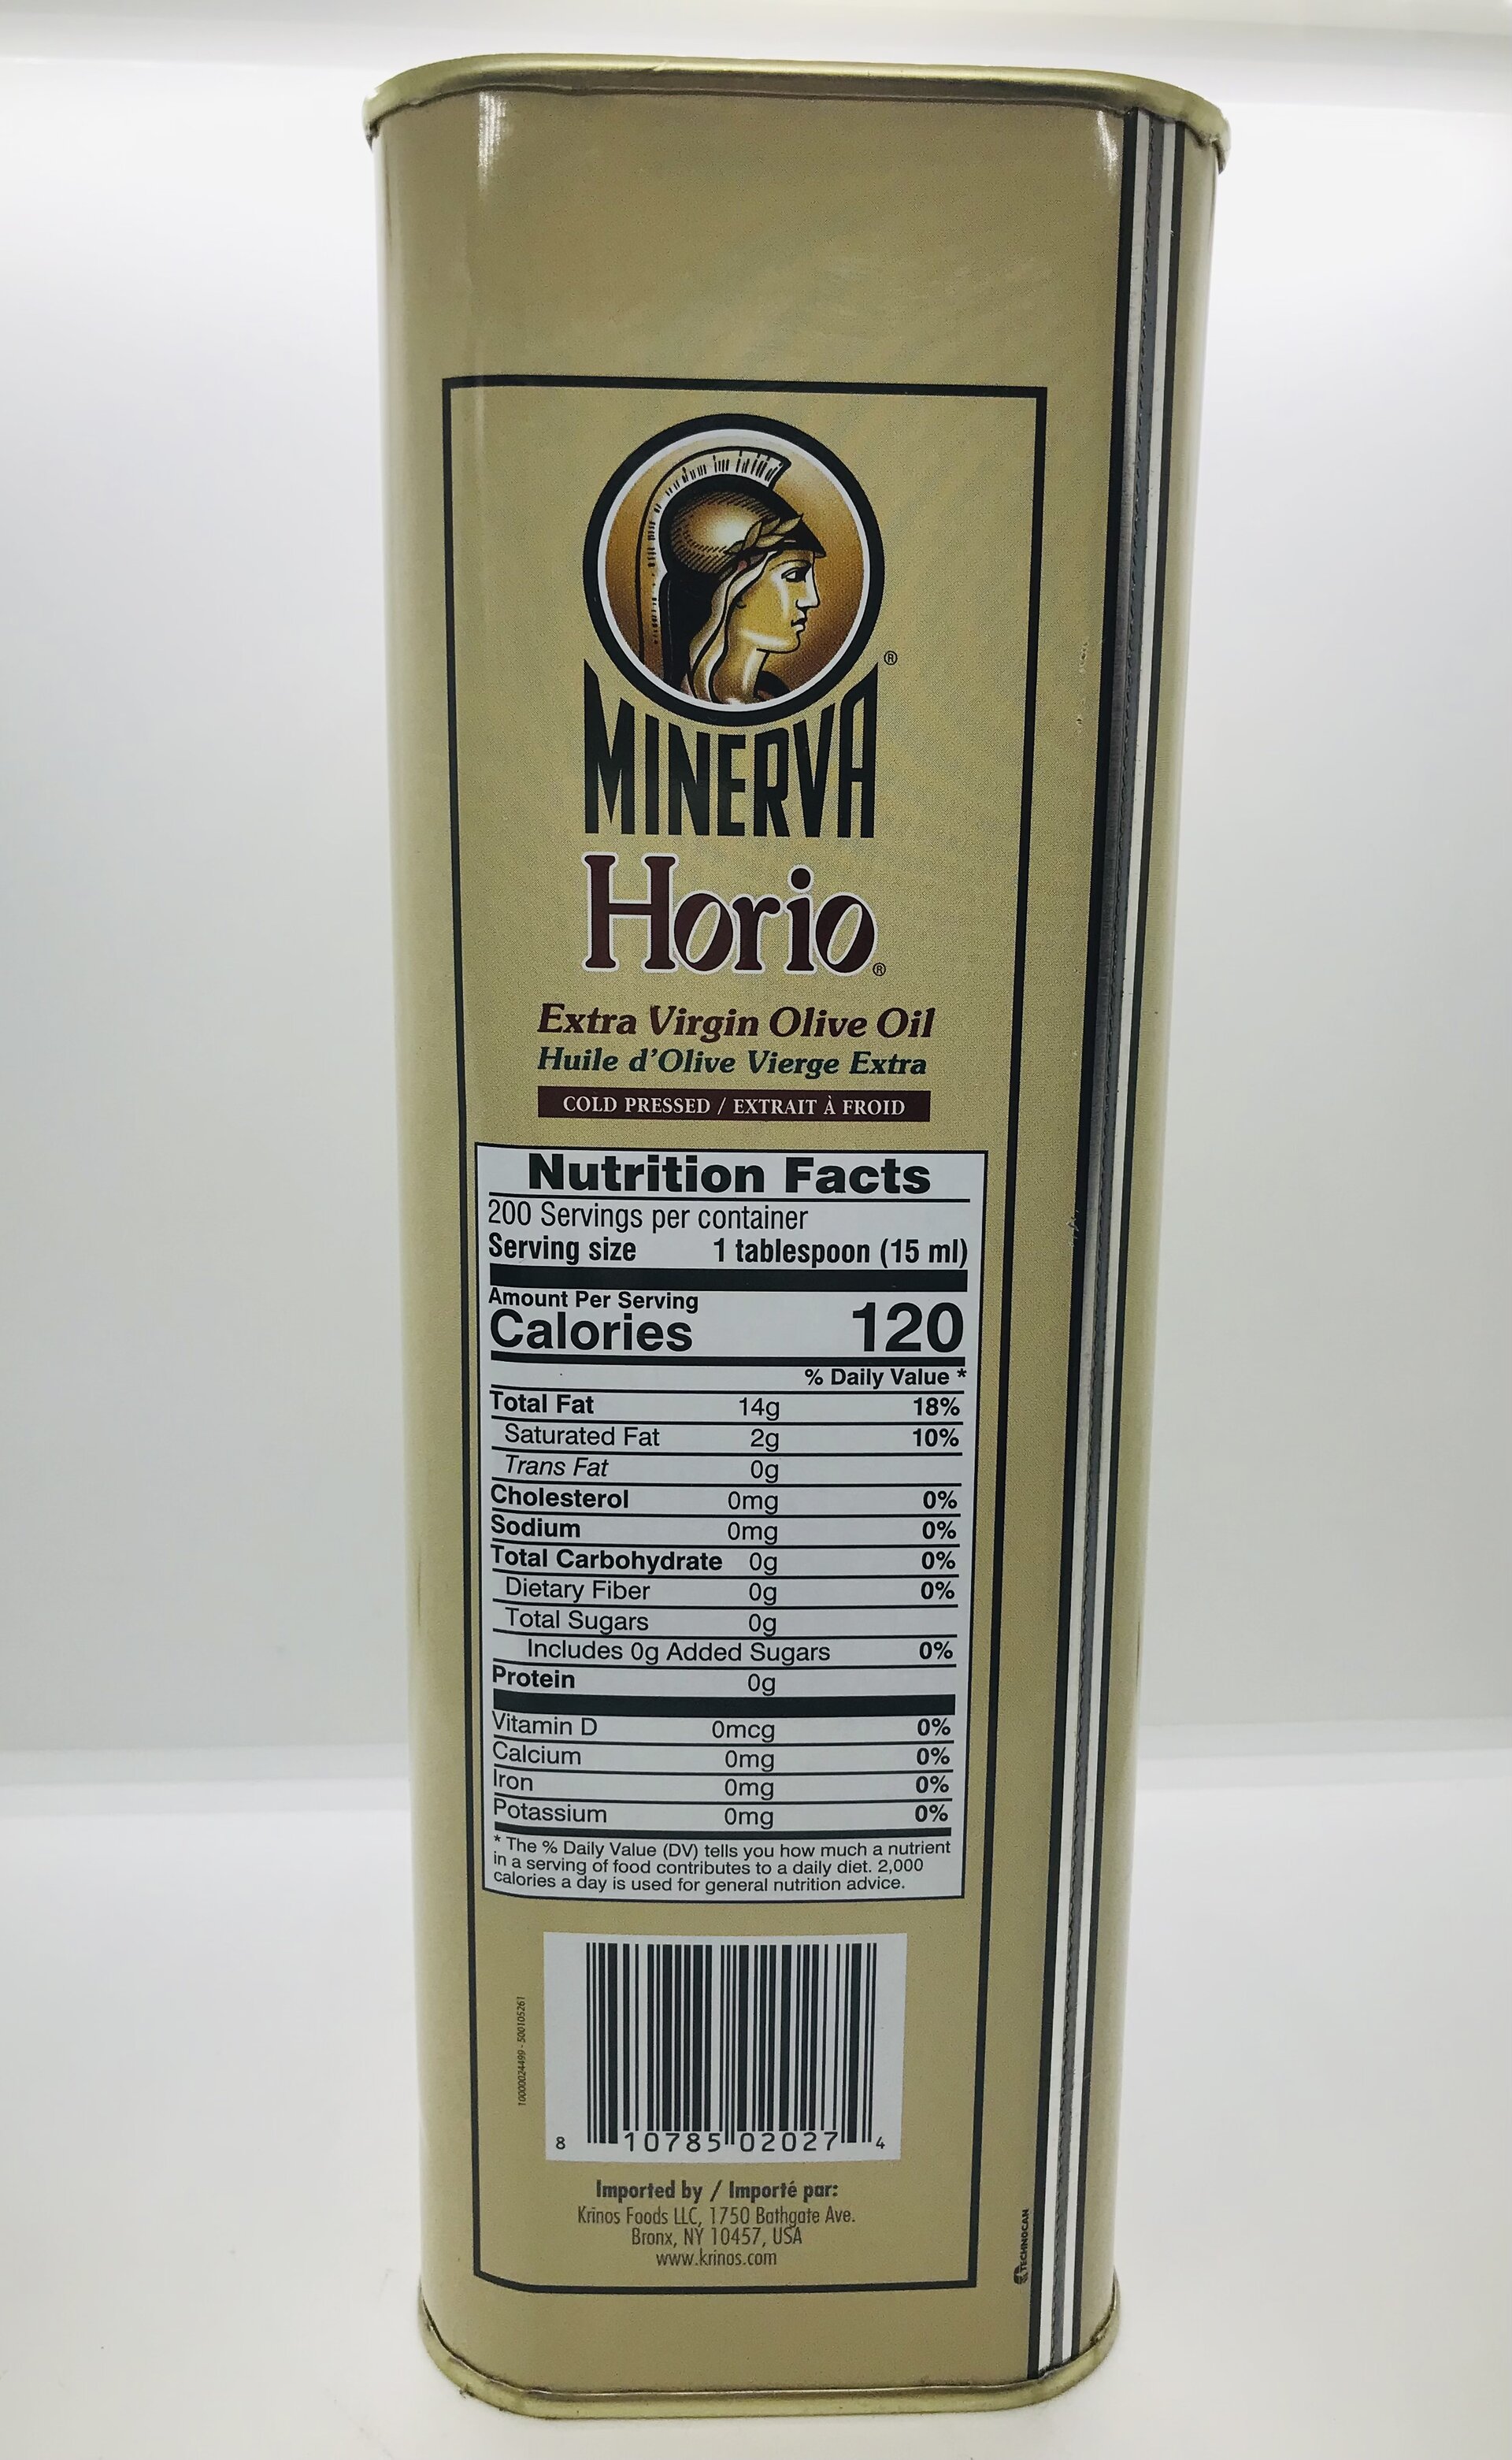 ®
MINERVA
Horio®
Extra Virgin Olive Oil
Huile d'Olive Vierge Extra
COLD PRESSED / EXTRAIT À FROID
Nutrition Facts
200 Servings per container
Serving size 1 tablespoon (15 ml)
Amount Per Serving
Calories 120
% Daily Value *
Total Fat 14g 18%
Saturated Fat 2g 10%
Trans Fat 0g
Cholesterol 0mg 0%
Sodium 0mg 0%
Total Carbohydrate 0g 0%
Dietary Fiber 0g 0%
Total Sugars 0g
Includes 0g Added Sugars 0%
Protein 0g
Vitamin D 0mcg 0%
Calcium 0mg 0%
Iron 0mg 0%
Potassium 0mg 0%
* The % Daily Value (DV) tells you how much a nutrient
in a serving of food contributes to a daily diet. 2,000
calories a day is used for general nutrition advice.
10000024499 - 500105261
8 10785 02027 4
Imported by / Importé par:
Krinos Foods LLC, 1750 Bathgate Ave.
Bronx, NY 10457, USA
www.krinos.com
TECHNOCAN